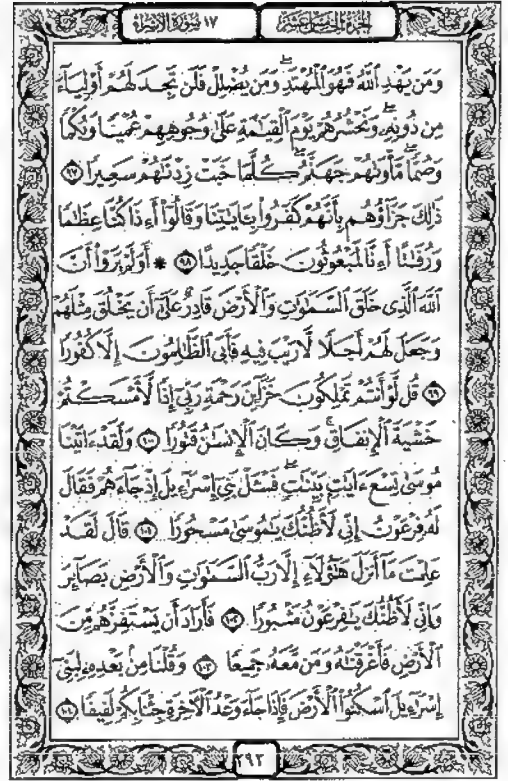 الجزء الخامس عشر
١٧ سورة الإسراء
وَمَن يَهْدِ ٱللَّهُ فَهُوَ ٱلْمُهْتَدِ ۖ وَمَن يُضْلِلْ فَلَن تَجِدَ لَهُمْ أَوْلِيَآءَ
مِن دُونِهِۦ ۖ وَنَحْشُرُهُمْ يَوْمَ ٱلْقِيَـٰمَةِ عَلَىٰ وُجُوهِهِمْ عُمْيًا وَبُكْمًا
وَصُمًّا ۖ مَّأْوَىٰهُمْ جَهَنَّمُ ۖ كُلَّمَا خَبَتْ زِدْنَـٰهُمْ سَعِيرًا ٩٧
ذَٰلِكَ جَزَآؤُهُم بِأَنَّهُمْ كَفَرُوا۟ بِـَٔايَـٰتِنَا وَقَالُوٓا۟ أَءِذَا كُنَّا عِظَـٰمًا
وَرُفَـٰتًا أَءِنَّا لَمَبْعُوثُونَ خَلْقًا جَدِيدًا ٩٨ * أَوَلَمْ يَرَوْا۟ أَنَّ
ٱللَّهَ ٱلَّذِى خَلَقَ ٱلسَّمَـٰوَٰتِ وَٱلْأَرْضَ قَادِرٌ عَلَىٰٓ أَن يَخْلُقَ مِثْلَهُمْ
وَجَعَلَ لَهُمْ أَجَلًا لَّا رَيْبَ فِيهِ فَأَبَى ٱلظَّـٰلِمُونَ إِلَّا كُفُورًا
٩٩ قُل لَّوْ أَنتُمْ تَمْلِكُونَ خَزَآئِنَ رَحْمَةِ رَبِّىٓ إِذًا لَّأَمْسَكْتُمْ
خَشْيَةَ ٱلْإِنفَاقِ ۚ وَكَانَ ٱلْإِنسَـٰنُ قَتُورًا ١٠٠ وَلَقَدْ ءَاتَيْنَا
مُوسَىٰ تِسْعَ ءَايَـٰتٍۭ بَيِّنَـٰتٍ ۖ فَسْـَٔلْ بَنِىٓ إِسْرَٰٓءِيلَ إِذْ جَآءَهُمْ فَقَالَ
لَهُۥ فِرْعَوْنُ إِنِّى لَأَظُنُّكَ يَـٰمُوسَىٰ مَسْحُورًا ١٠١ قَالَ لَقَدْ
عَلِمْتَ مَآ أَنزَلَ هَـٰٓؤُلَآءِ إِلَّا رَبُّ ٱلسَّمَـٰوَٰتِ وَٱلْأَرْضِ بَصَآئِرَ
وَإِنِّى لَأَظُنُّكَ يَـٰفِرْعَوْنُ مَثْبُورًا ١٠٢ فَأَرَادَ أَن يَسْتَفِزَّهُم مِّنَ
ٱلْأَرْضِ فَأَغْرَقْنَـٰهُ وَمَن مَّعَهُۥ جَمِيعًا ١٠٣ وَقُلْنَا مِنۢ بَعْدِهِۦ لِبَنِىٓ
إِسْرَٰٓءِيلَ ٱسْكُنُوا۟ ٱلْأَرْضَ فَإِذَا جَآءَ وَعْدُ ٱلْـَٔاخِرَةِ جِئْنَا بِكُمْ لَفِيفًا ١٠٤
٢٩٢